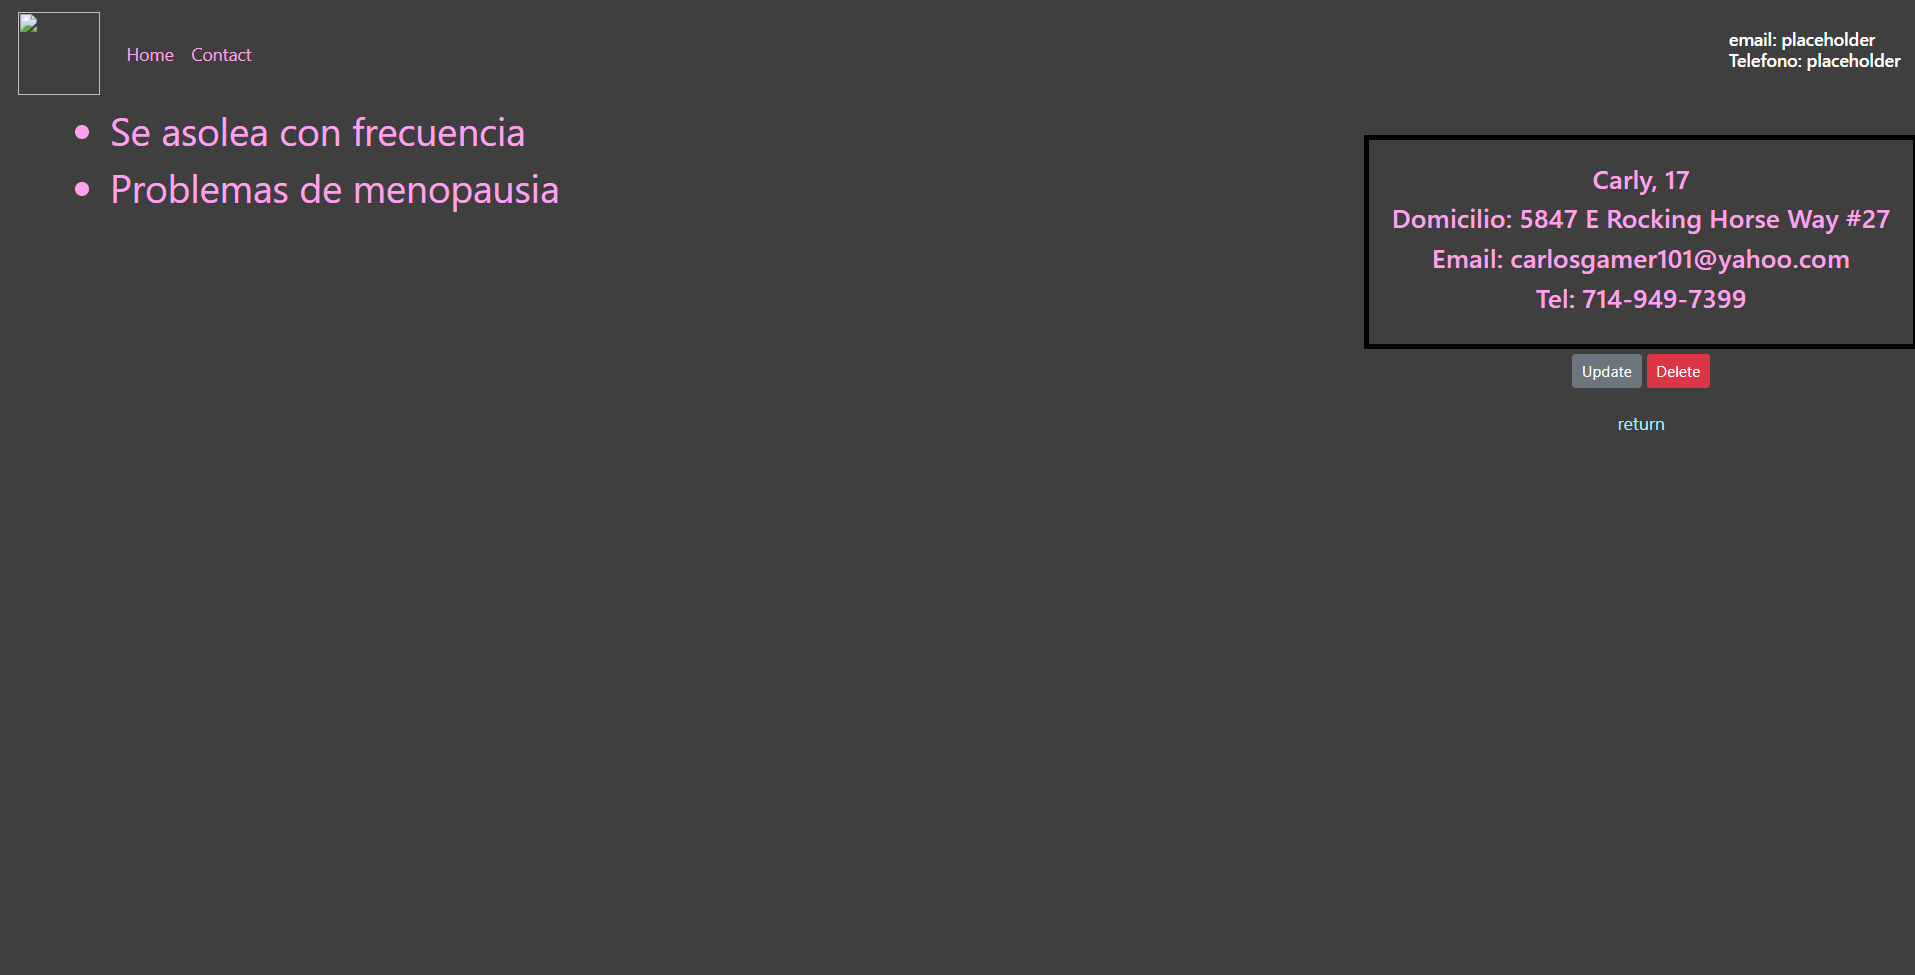 Home Contact
email: placeholder
Telefono: placeholder
Se asolea con frecuencia
Problemas de menopausia
Carly, 17
Domicilio: 5847 E Rocking Horse Way #27
Email: carlosgamer101@yahoo.com
Tel: 714-949-7399
Update Delete
return